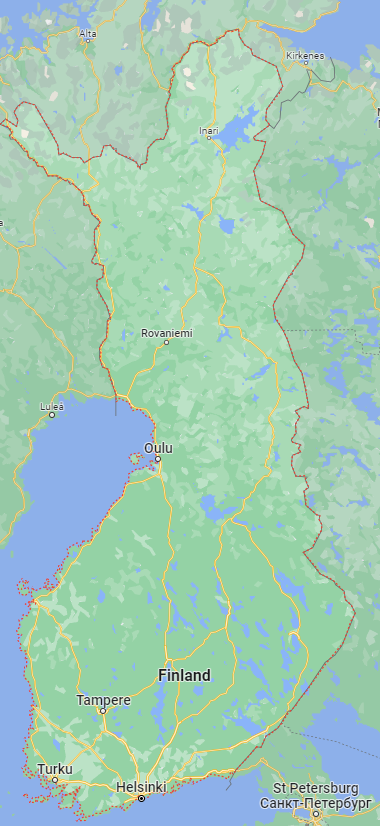 Alta
Kirkenes
Inari
Rovaniemi
Luleå
Oulu
Finland
Tampere
Turku
Helsinki
St Petersburg
Санкт-Петербург